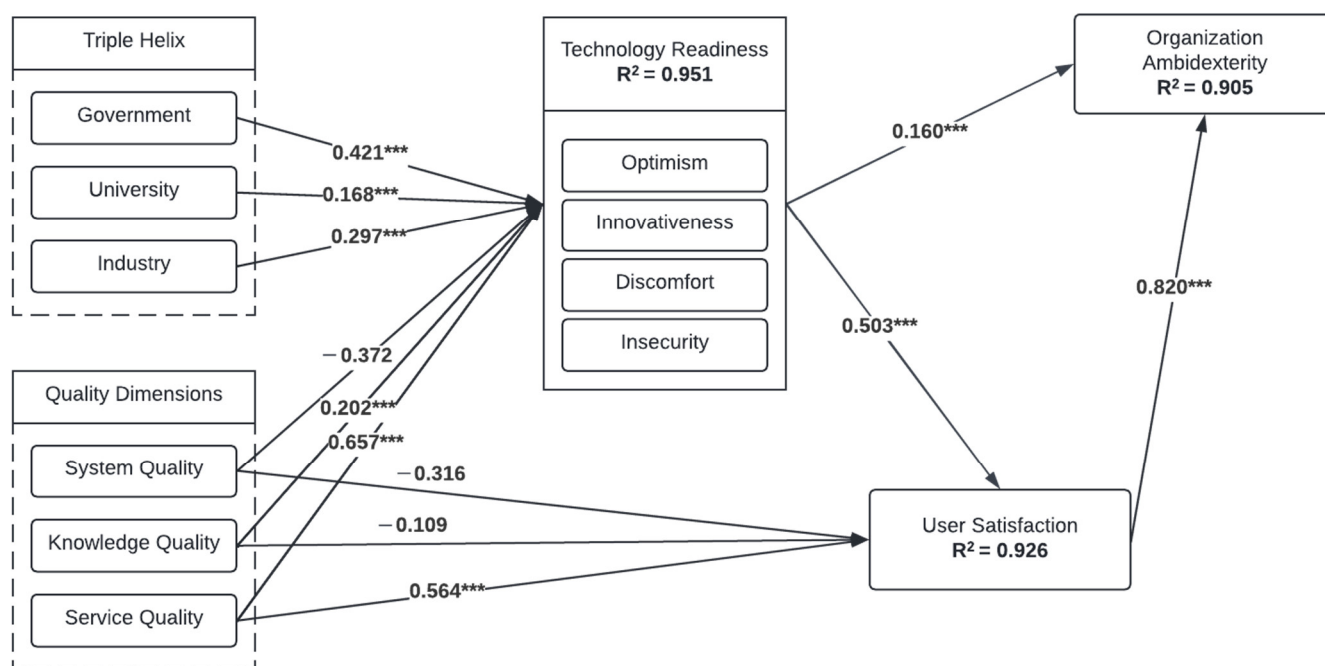 Triple Helix
Government
University
Industry
0.421***
0.168***
0.297***
Technology Readiness
R² = 0.951
Optimism
Innovativeness
Discomfort
Insecurity
Organization
Ambidexterity
R² = 0.905
0.160***
0.503***
0.820***
Quality Dimensions
System Quality
Knowledge Quality
Service Quality
−0.372
0.202***
0.657***
−0.316
−0.109
0.564***
User Satisfaction
R² = 0.926